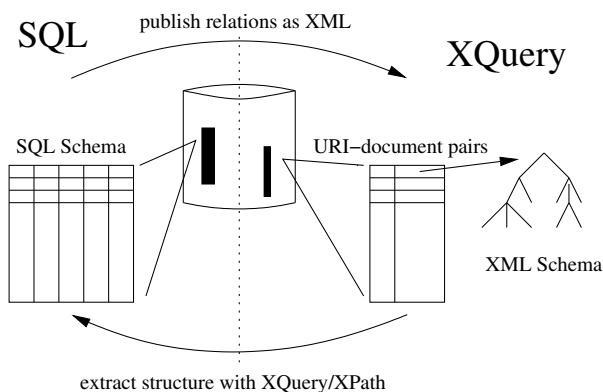 publish relations as XML
SQL
XQuery
SQL Schema
URI−document pairs
XML Schema
extract structure with XQuery/XPath